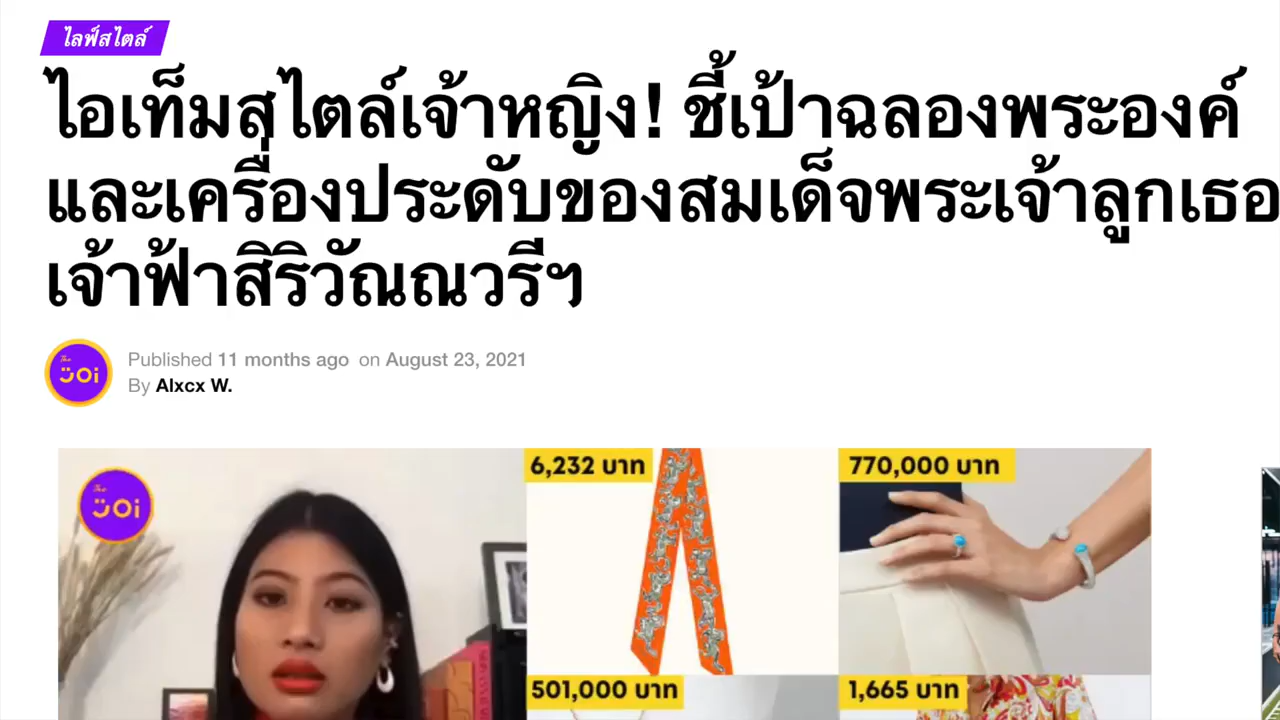 ไลฟ์สไตล์
ไอเท็มสไตล์เจ้าหญิง! ชี้เป้าฉลองพระองค์
และเครื่องประดับของสมเด็จพระเจ้าลูกเธอ
เจ้าฟ้าสิริวัณณวรีฯ
Published 11 months ago on August 23, 2021
By Alxcx W.
6,232 บาท
770,000 บาท
501,000 บาท
1,665 บาท